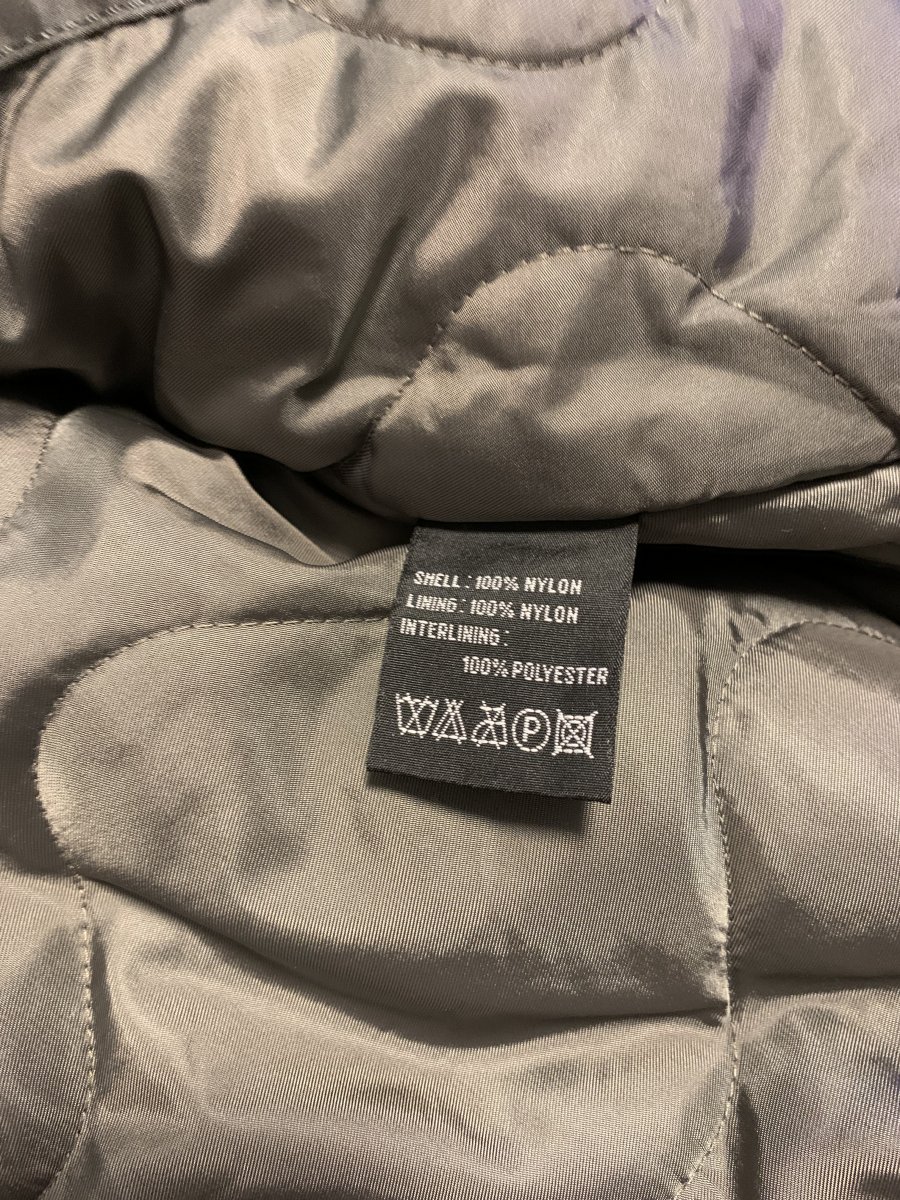 SHELL : 100% NYLON
LINING : 100% NYLON
INTERLINING :
100% POLYESTER
P